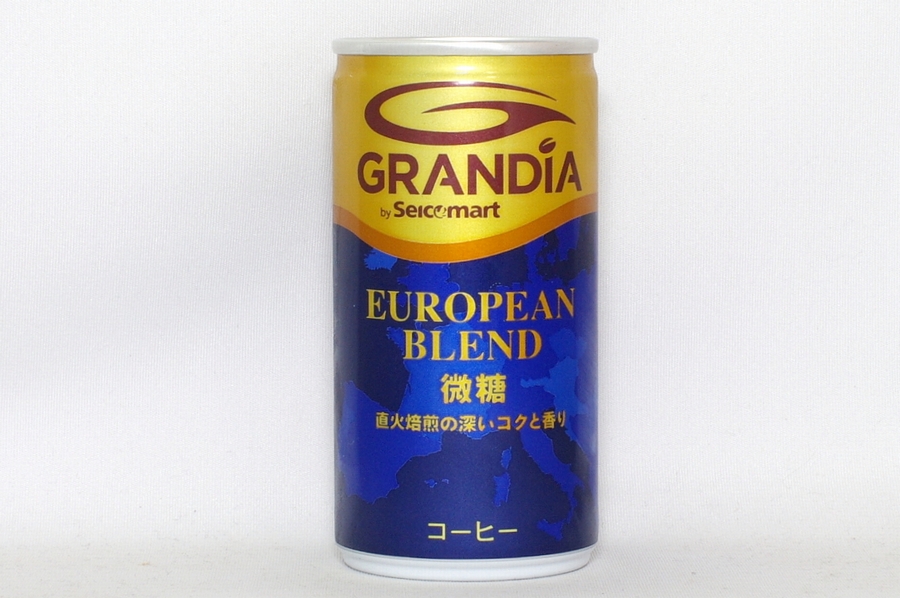 GRANDIA
by Seicomart
EUROPEAN
BLEND
微糖
直火焙煎の深いコクと香り
コーヒー